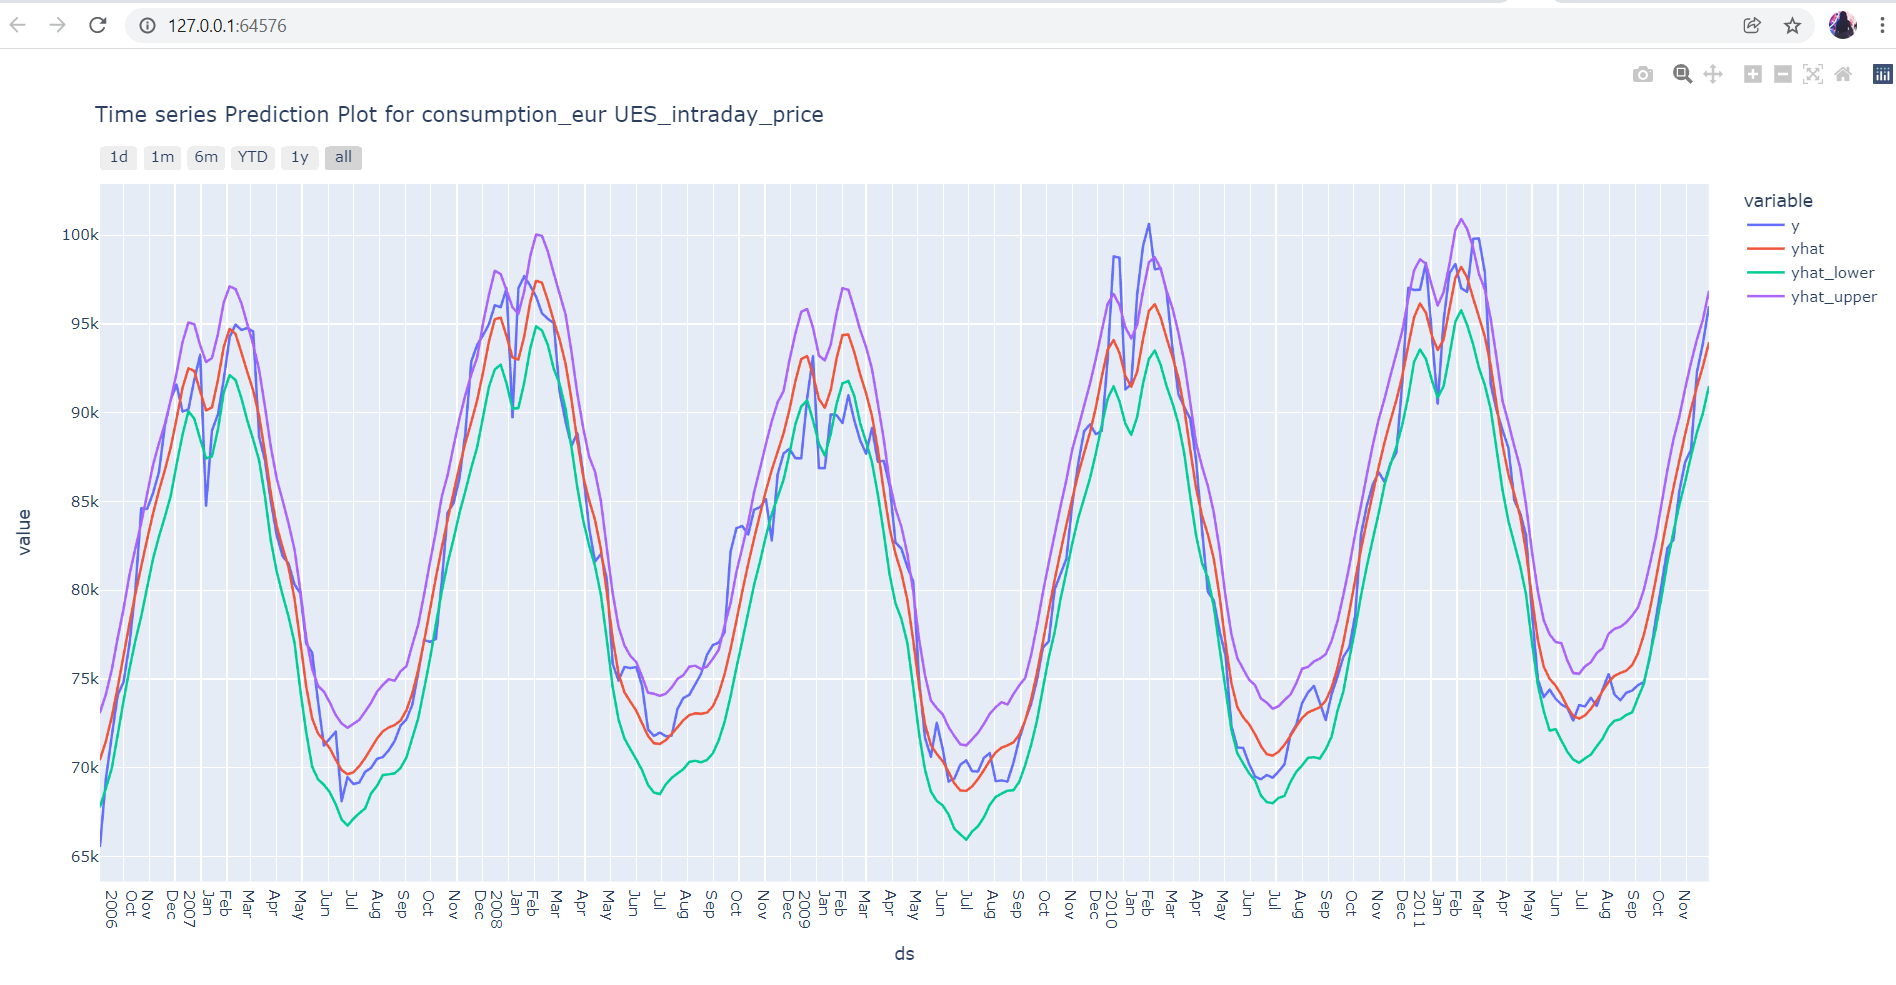 127.0.0.1:64576
Time series Prediction Plot for consumption_eur UES_intraday_price
1d 1m 6m YTD 1y all
variable
y
yhat
yhat_lower
yhat_upper
100k
95k
90k
85k
80k
75k
70k
65k
value
2006 Oct Nov Dec 2007 Jan Feb Mar Apr May Jun Jul Aug Sep Oct Nov Dec 2008 Jan Feb Mar Apr May Jun Jul Aug Sep Oct Nov Dec 2009 Jan Feb Mar Apr May Jun Jul Aug Sep Oct Nov Dec 2010 Jan Feb Mar Apr May Jun Jul Aug Sep Oct Nov Dec 2011 Jan Feb Mar Apr May Jun Jul Aug Sep Oct Nov
ds